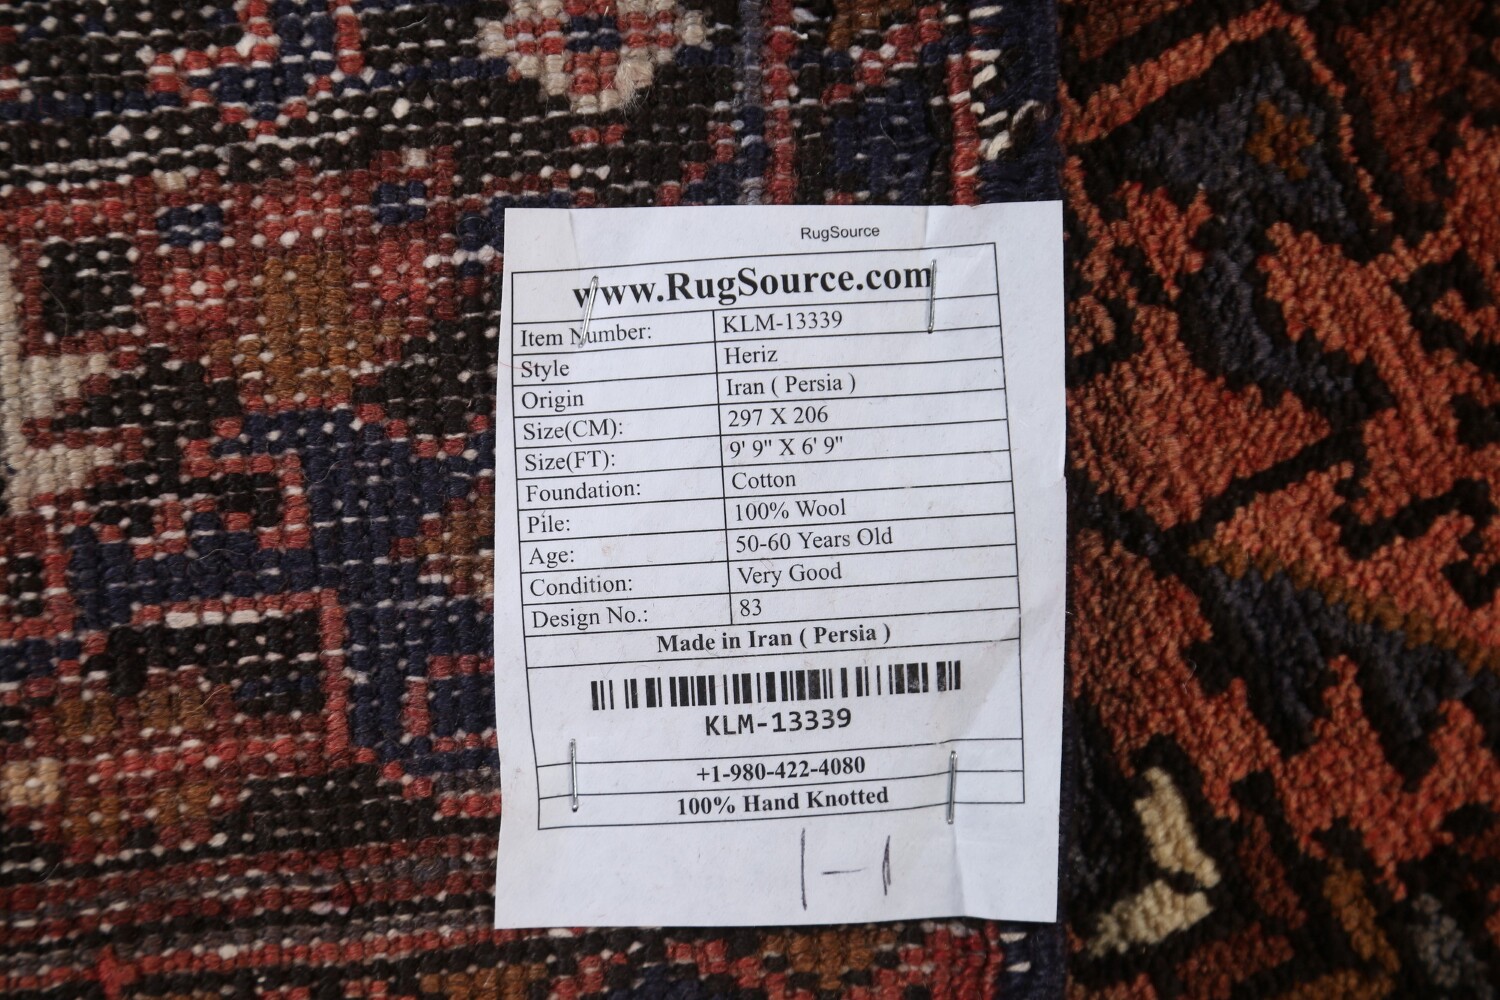 RugSource
www.RugSource.com
Item Number: KLM-13339
Style Heriz
Origin Iran ( Persia )
Size(CM): 297 X 206
Size(FT): 9' 9" X 6' 9"
Foundation: Cotton
Pile: 100% Wool
Age: 50-60 Years Old
Condition: Very Good
Design No.: 83
Made in Iran ( Persia )
KLM-13339
+1-980-422-4080
100% Hand Knotted
1-1